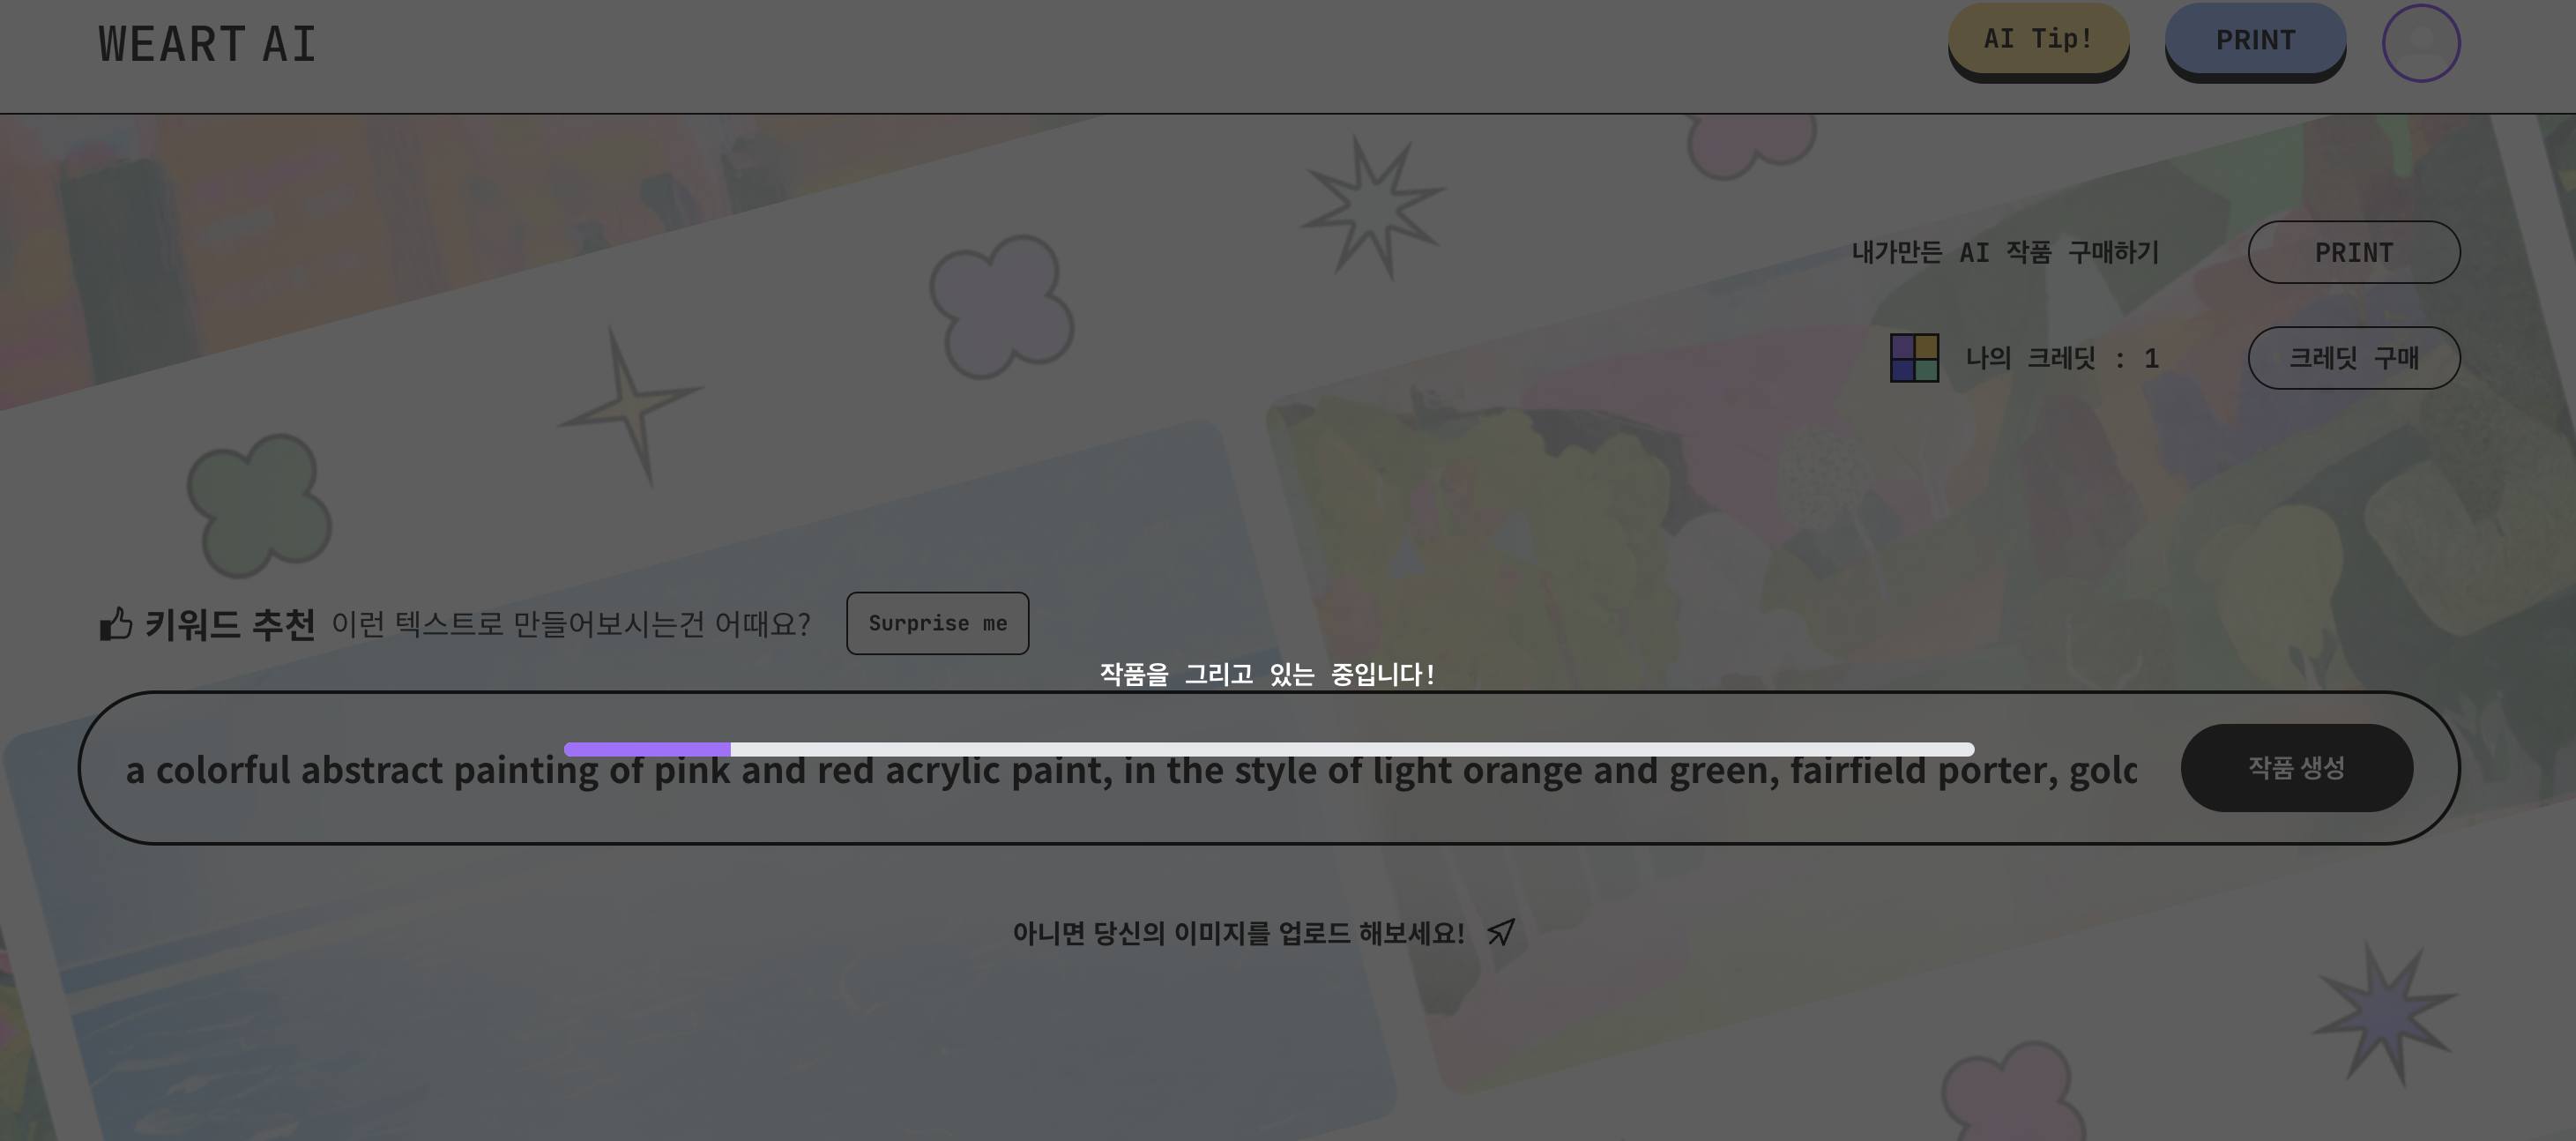 WEART AI
AI Tip!
PRINT
내가만든 AI 작품 구매하기
PRINT
나의 크레딧 : 1
크레딧 구매
키워드 추천 이런 텍스트로 만들어보시는건 어때요?
Surprise me
작품을 그리고 있는 중입니다!
a colorful abstract painting of pink and red acrylic paint, in the style of light orange and green, fairfield porter, gold
작품 생성
아니면 당신의 이미지를 업로드 해보세요!